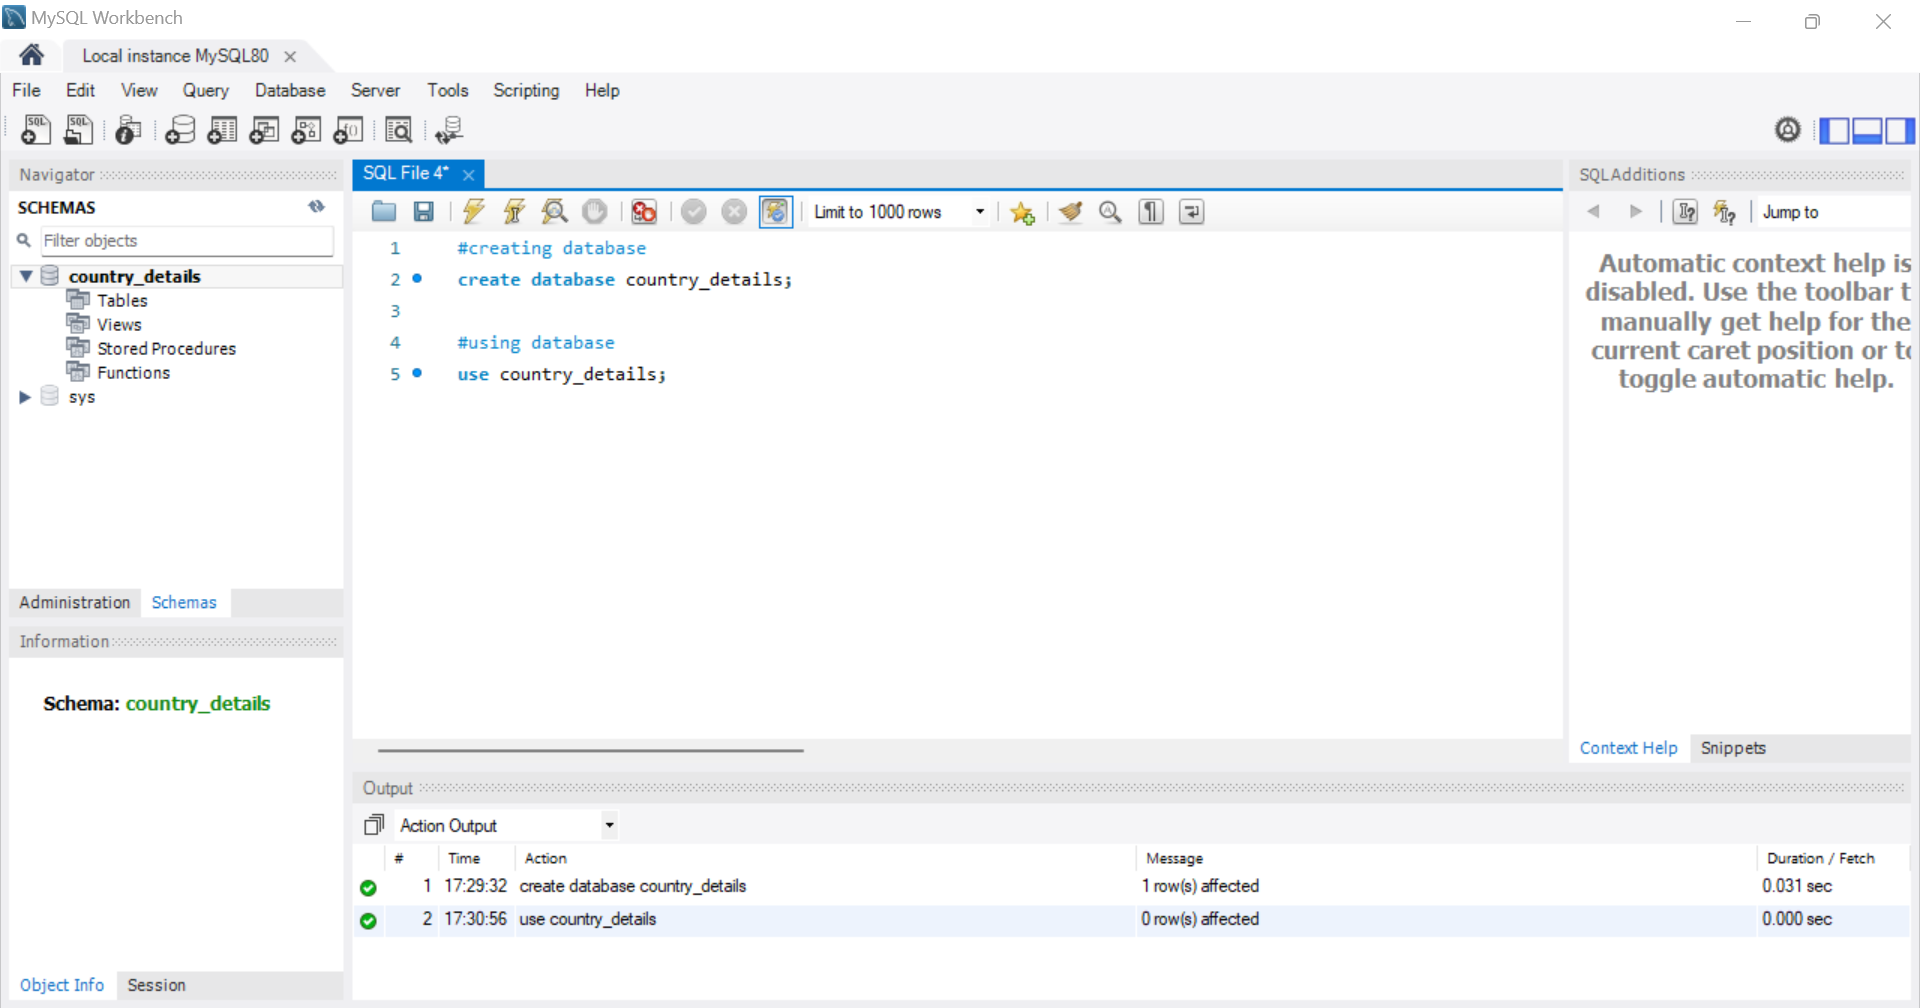 MySQL Workbench
Local instance MySQL80
File Edit View Query Database Server Tools Scripting Help
Navigator
SCHEMAS
Filter objects
country_details
Tables
Views
Stored Procedures
Functions
sys
Administration Schemas
Information
Schema: country_details
Object Info Session
SQL File 4*
Limit to 1000 rows
1 #creating database
2 create database country_details;
3
4 #using database
5 use country_details;
SQLAdditions
Jump to
Automatic context help is
disabled. Use the toolbar t
manually get help for the
current caret position or to
toggle automatic help.
Context Help Snippets
Output
Action Output
# Time Action Message Duration / Fetch
1 17:29:32 create database country_details 1 row(s) affected 0.031 sec
2 17:30:56 use country_details 0 row(s) affected 0.000 sec